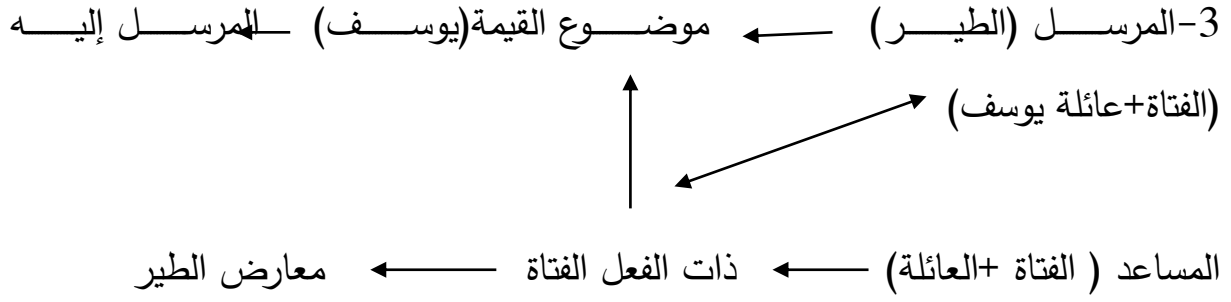 3-المرسل (الطير) موضوع القيمة(يوسف) المرسل إليه
(الفتاة+عائلة يوسف)
المساعد ( الفتاة +العائلة) ذات الفعل الفتاة معارض الطير